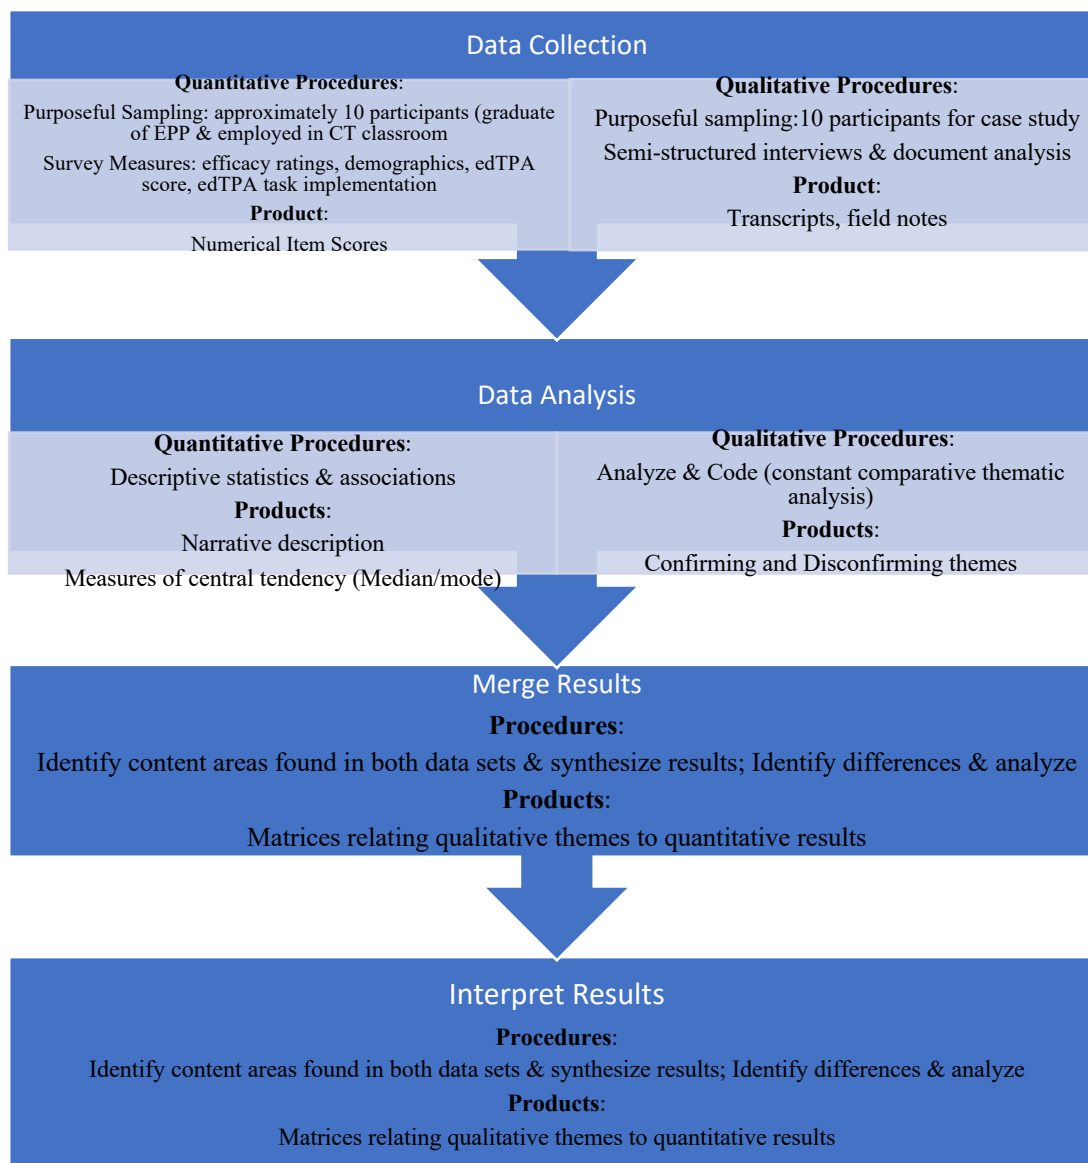 Data Collection
Quantitative Procedures:
Purposeful Sampling: approximately 10 participants (graduate
of EPP & employed in CT classroom
Survey Measures: efficacy ratings, demographics, edTPA
score, edTPA task implementation
Product:
Numerical Item Scores
Qualitative Procedures:
Purposeful sampling:10 participants for case study
Semi-structured interviews & document analysis
Product:
Transcripts, field notes
Data Analysis
Quantitative Procedures:
Descriptive statistics & associations
Products:
Narrative description
Measures of central tendency (Median/mode)
Qualitative Procedures:
Analyze & Code (constant comparative thematic
analysis)
Products:
Confirming and Disconfirming themes
Merge Results
Procedures:
Identify content areas found in both data sets & synthesize results; Identify differences & analyze
Products:
Matrices relating qualitative themes to quantitative results
Interpret Results
Procedures:
Identify content areas found in both data sets & synthesize results; Identify differences & analyze
Products:
Matrices relating qualitative themes to quantitative results